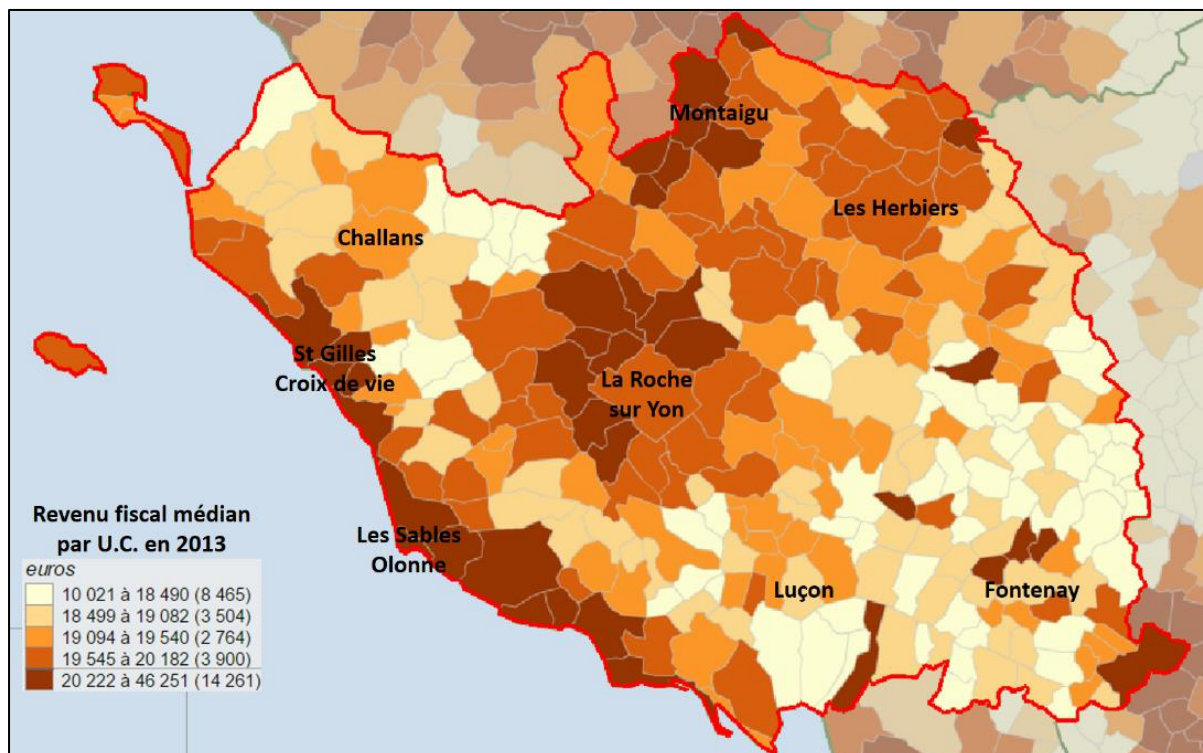 Montaigu
Les Herbiers
Challans
St Gilles
Croix de vie
La Roche
sur Yon
Les Sables
Olonne
Luçon
Fontenay
Revenu fiscal médian
par U.C. en 2013
euros
10 021 à 18 490 (8 465)
18 499 à 19 082 (3 504)
19 094 à 19 540 (2 764)
19 545 à 20 182 (3 900)
20 222 à 46 251 (14 261)